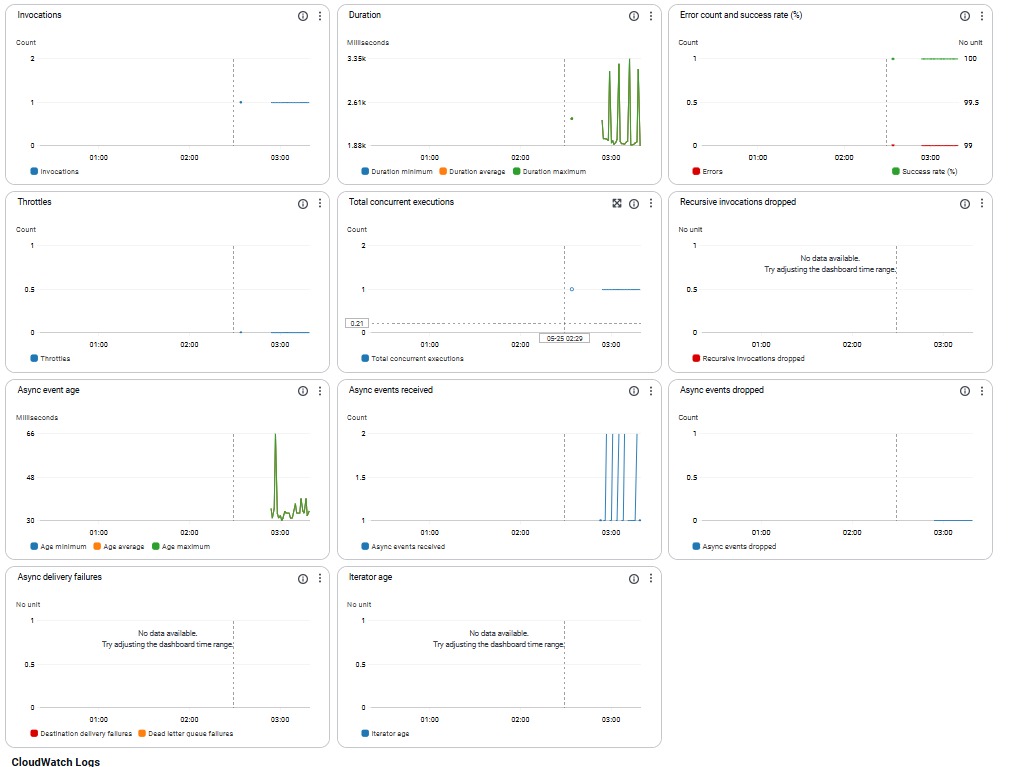 Invocations
Count
2
1
0
01:00 02:00 03:00
Invocations
Duration
Milliseconds
3.35k
2.61k
1.88k
01:00 02:00 03:00
Duration minimum Duration average Duration maximum
Error count and success rate (%)
Count No unit
1 100
0.5 99.5
0 99
01:00 02:00 03:00
Errors Success rate (%)
Throttles
Count
1
0.5
0
01:00 02:00 03:00
Throttles
Total concurrent executions
Count
2
1
0.21
0
01:00 02:00 05-25 02:29 03:00
Total concurrent executions
Recursive invocations dropped
No unit
1
No data available.
Try adjusting the dashboard time range.
0.5
0
01:00 02:00 03:00
Recursive invocations dropped
Async event age
Milliseconds
66
48
30
01:00 02:00 03:00
Age minimum Age average Age maximum
Async events received
Count
2
1.5
1
01:00 02:00 03:00
Async events received
Async events dropped
Count
1
0.5
0
01:00 02:00 03:00
Async events dropped
Async delivery failures
No unit
1
No data available.
Try adjusting the dashboard time range.
0.5
0
01:00 02:00 03:00
Destination delivery failures Dead letter queue failures
Iterator age
No unit
1
No data available.
Try adjusting the dashboard time range.
0.5
0
01:00 02:00 03:00
Iterator age
CloudWatch Logs